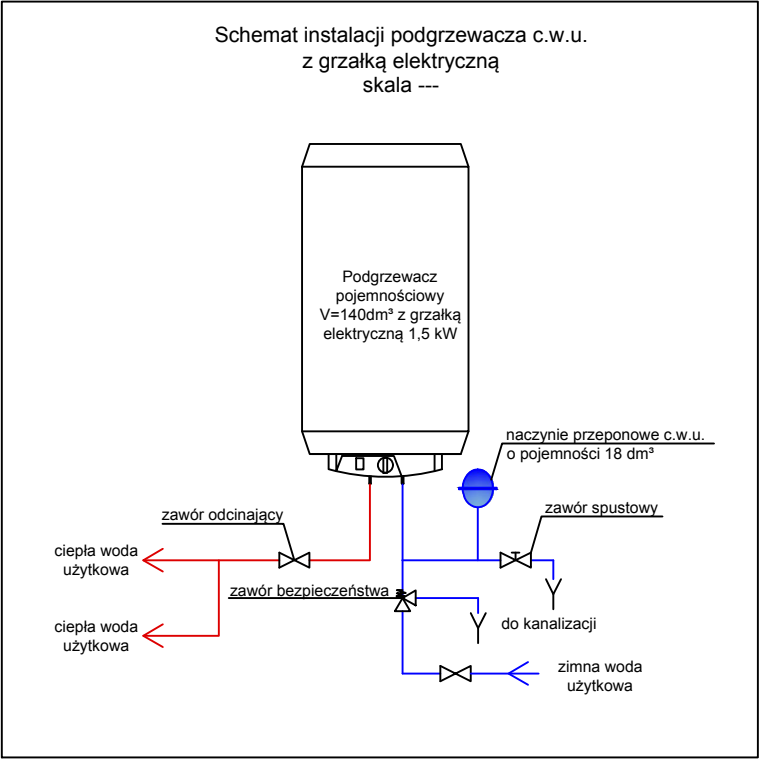 Schemat instalacji podgrzewacza c.w.u.
z grzałką elektryczną
skala ---
Podgrzewacz
pojemnościowy
V=140dm³ z grzałką
elektryczną 1,5 kW
naczynie przeponowe c.w.u.
o pojemności 18 dm³
zawór odcinający
zawór spustowy
ciepła woda
użytkowa
zawór bezpieczeństwa
ciepła woda
użytkowa
do kanalizacji
zimna woda
użytkowa